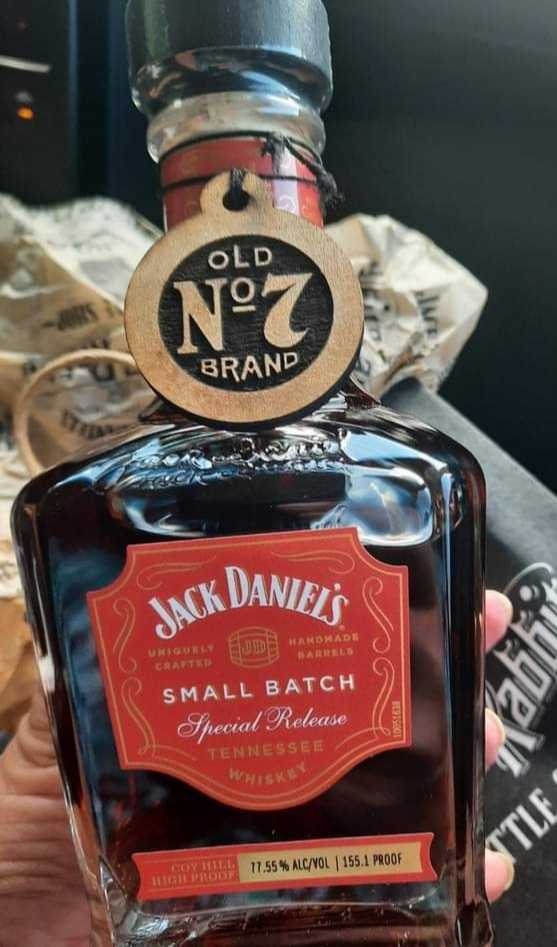 OLD
Nº7
BRAND
JACK DANIEL'S
UNIQUELY CRAFTED
JD
HANDMADE BARRELS
SMALL BATCH
Special Release
TENNESSEE
WHISKEY
COY HILL
HIGH PROOF
77.55% ALC/VOL | 155.1 PROOF